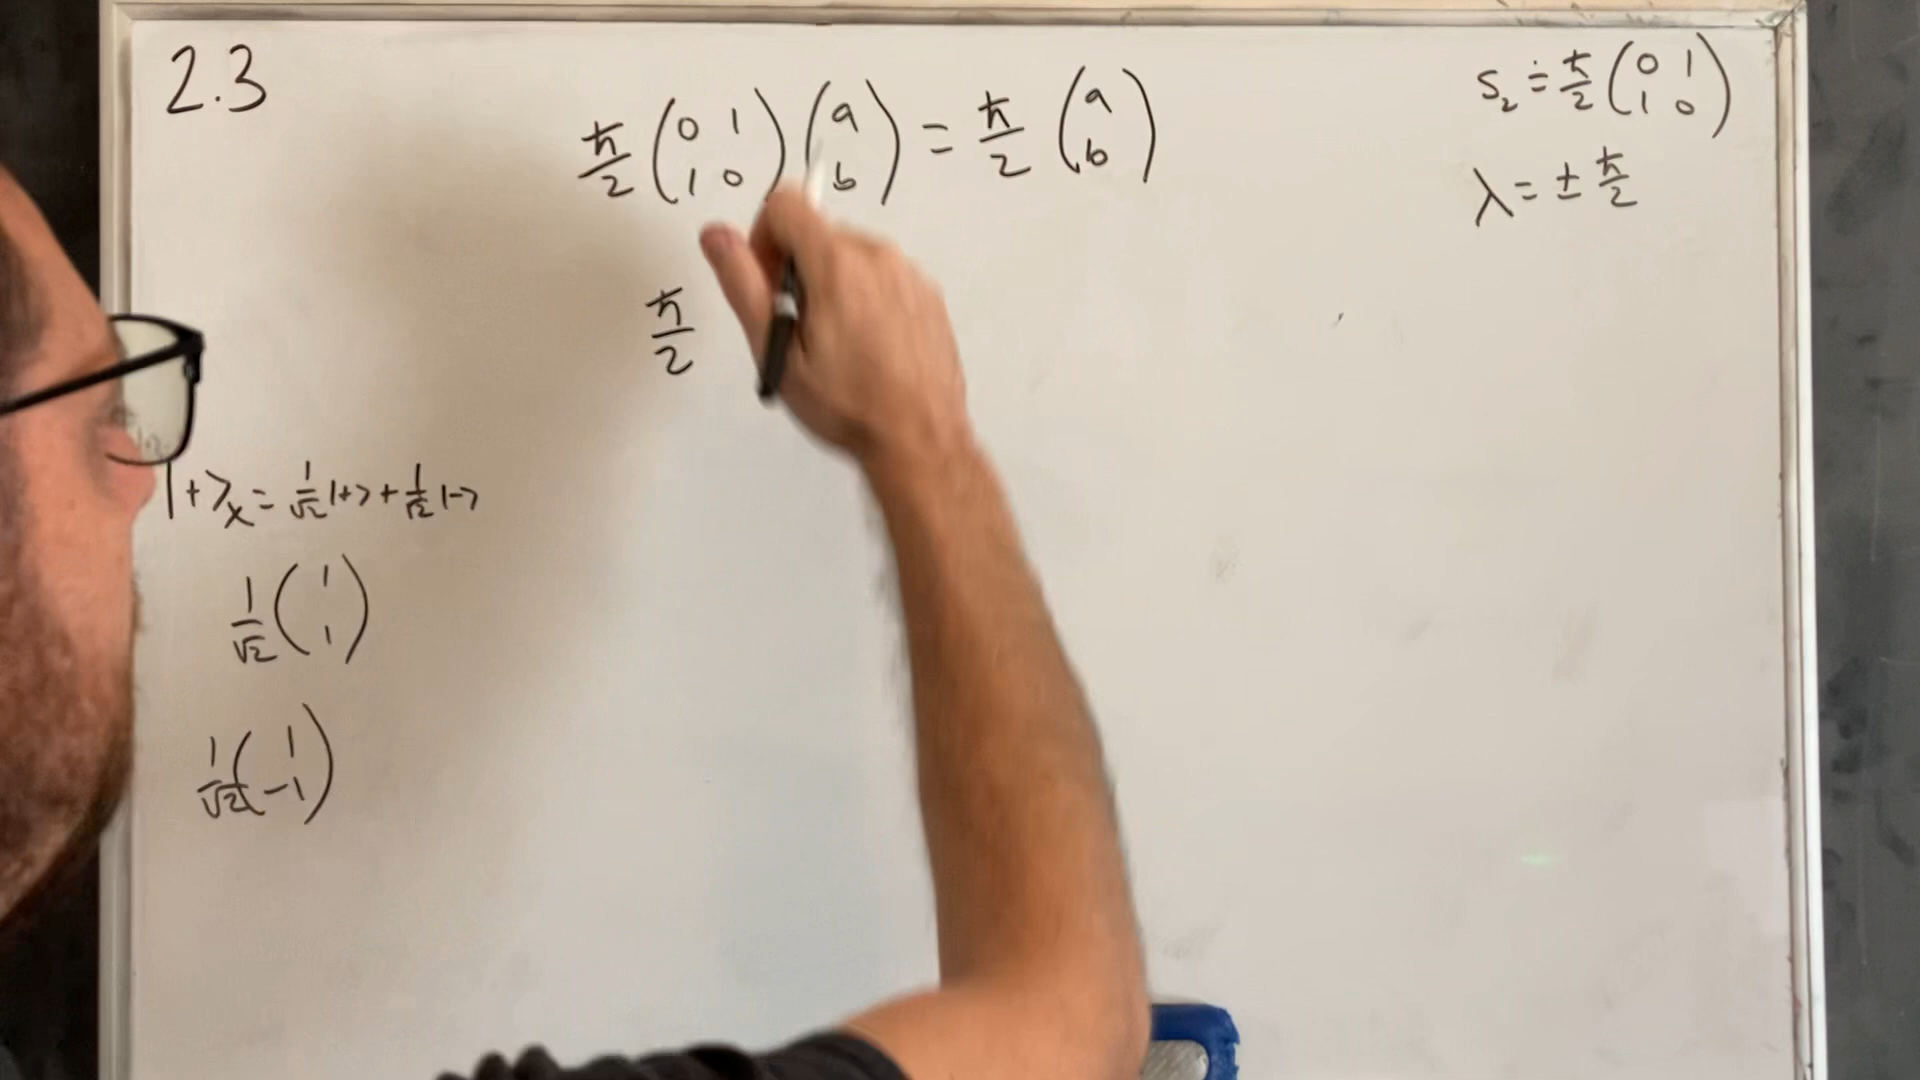 2.3
ħ/2 (0 1; 1 0) (a; b) = ħ/2 (a; b)
ħ/2
S₂ ≐ ħ/2 (0 1; 1 0)
λ = ± ħ/2
|+>ₓ = 1/√2 |+> + 1/√2 |->
1/√2 (1; 1)
1/√2 (1; -1)